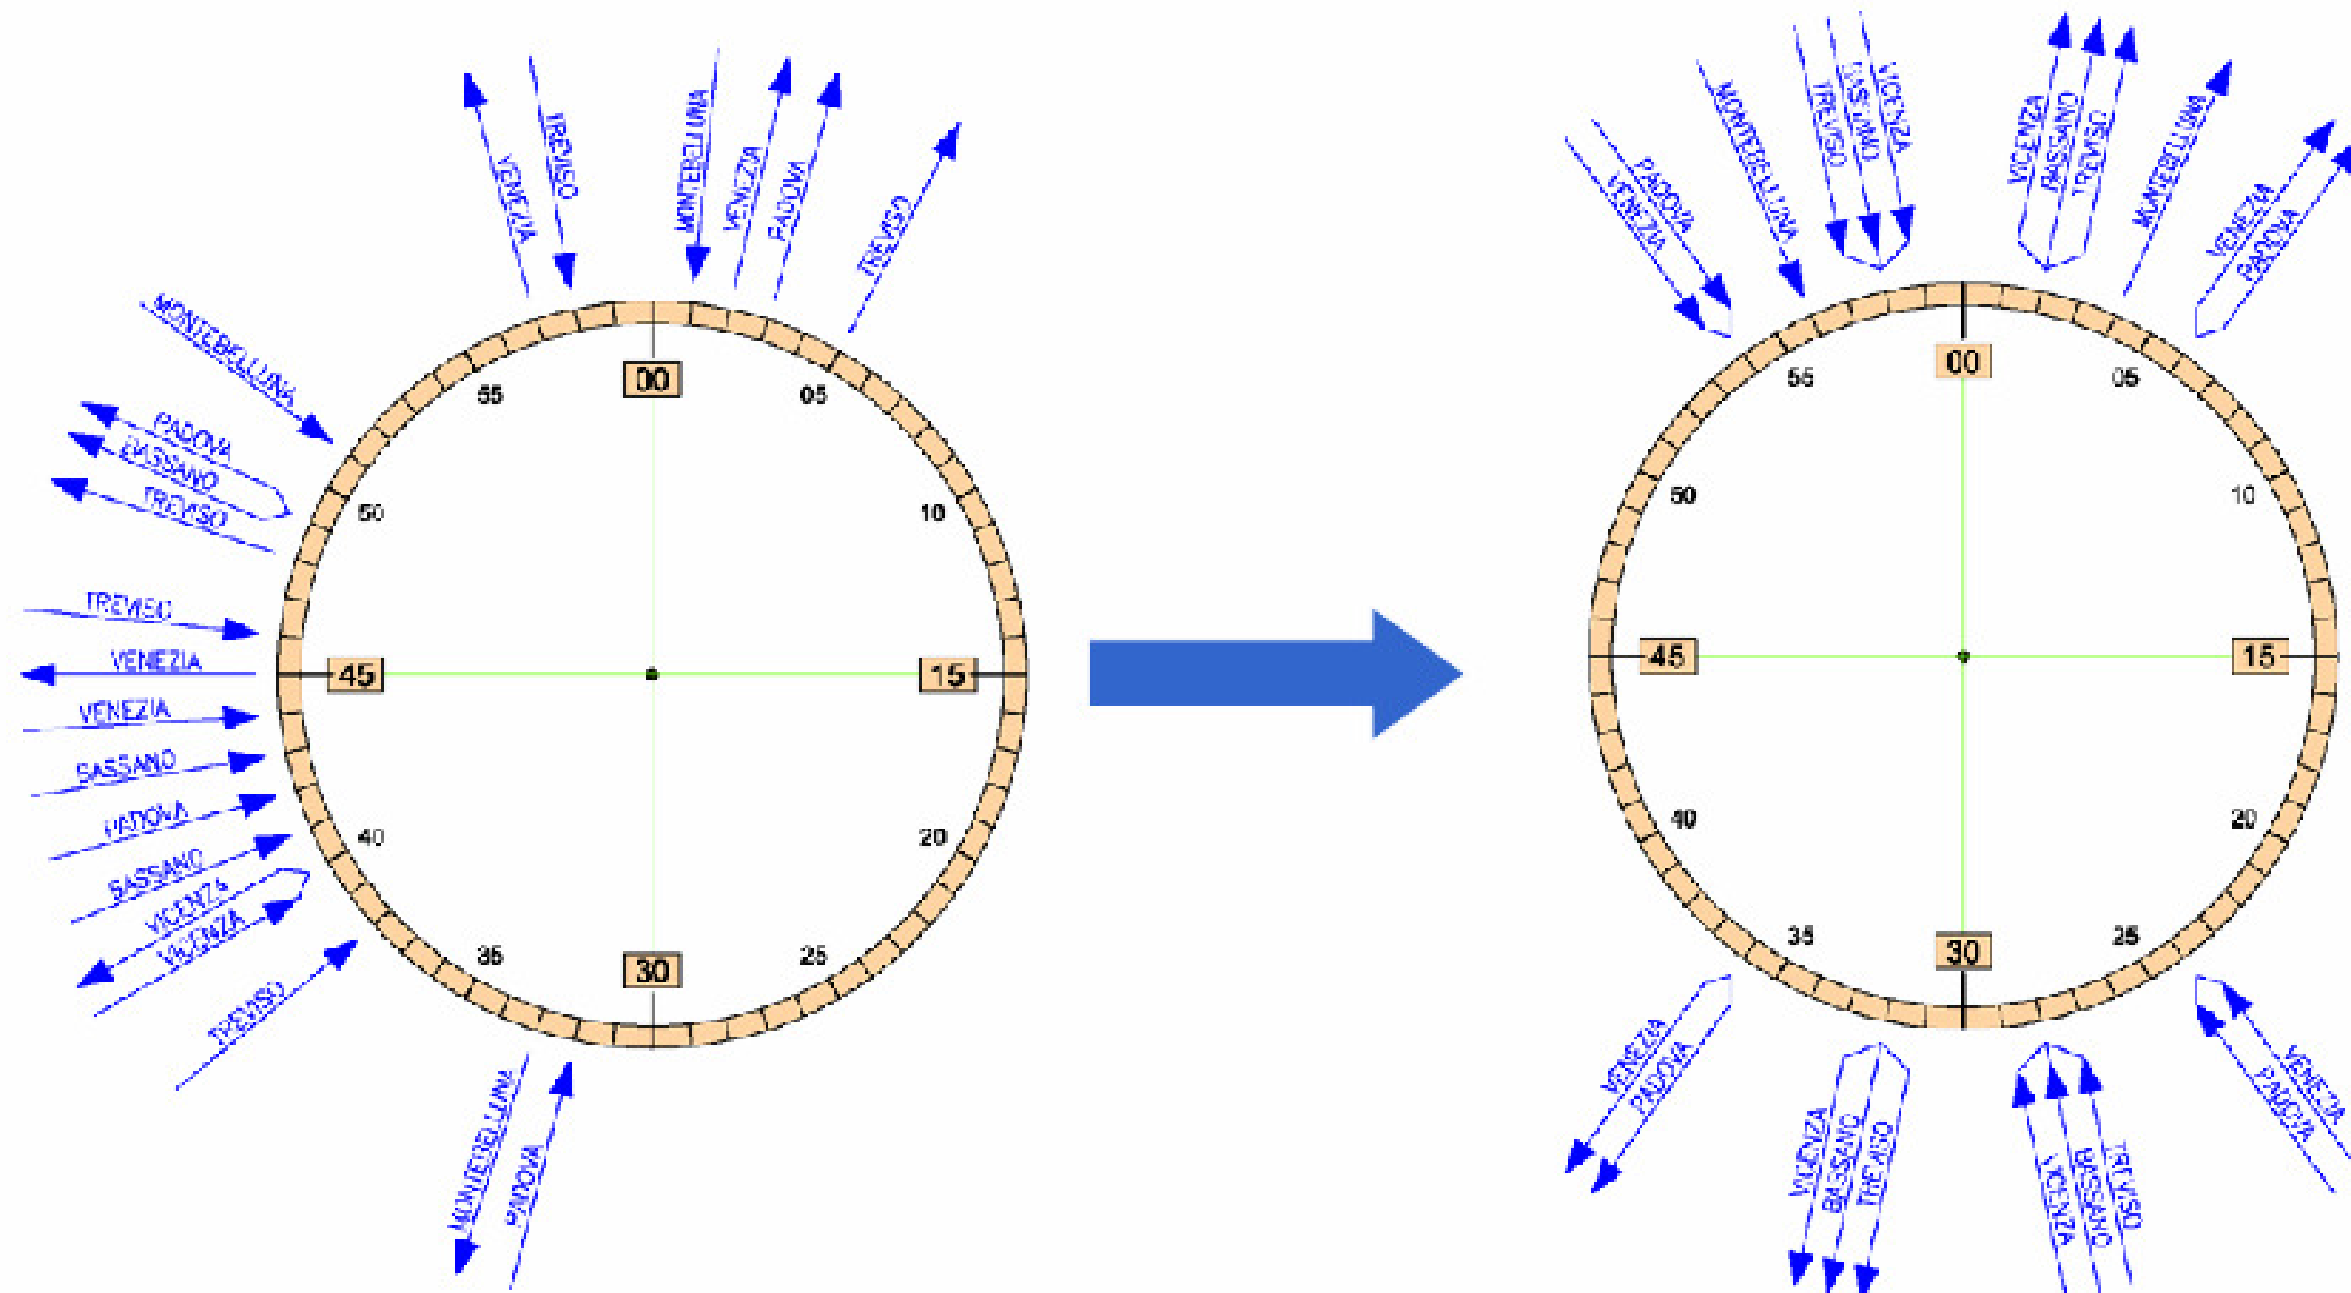 VENEZIA
TREVISO
MONTEBELLUNA
VENEZIA
PADOVA
TREVISO
MONTEBELLUNA
PADOVA
BASSANO
TREVISO
TREVISO
VENEZIA
VENEZIA
BASSANO
PADOVA
BASSANO
VICENZA
VICENZA
TREVISO
MONTEBELLUNA
PADOVA
00
05
10
15
20
25
30
35
40
45
50
55
PADOVA
VENEZIA
MONTEBELLUNA
TREVISO
BASSANO
VICENZA
VICENZA
BASSANO
TREVISO
MONTEBELLUNA
VENEZIA
PADOVA
00
05
10
15
20
25
30
35
40
45
50
55
VENEZIA
PADOVA
VICENZA
BASSANO
TREVISO
VICENZA
BASSANO
TREVISO
VENEZIA
PADOVA